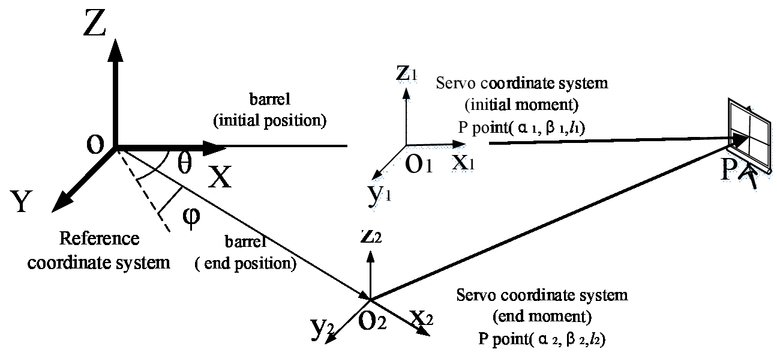 Z
barrel
(initial position)
z1
Servo coordinate system
(initial moment)
P point(α1,β1,l1)
O
θ
X
O1
x1
P
Y
y1
φ
Reference
coordinate system
barrel
( end position)
z2
Servo coordinate system
(end moment)
P point(α2,β2,l2)
y2
O2
x2